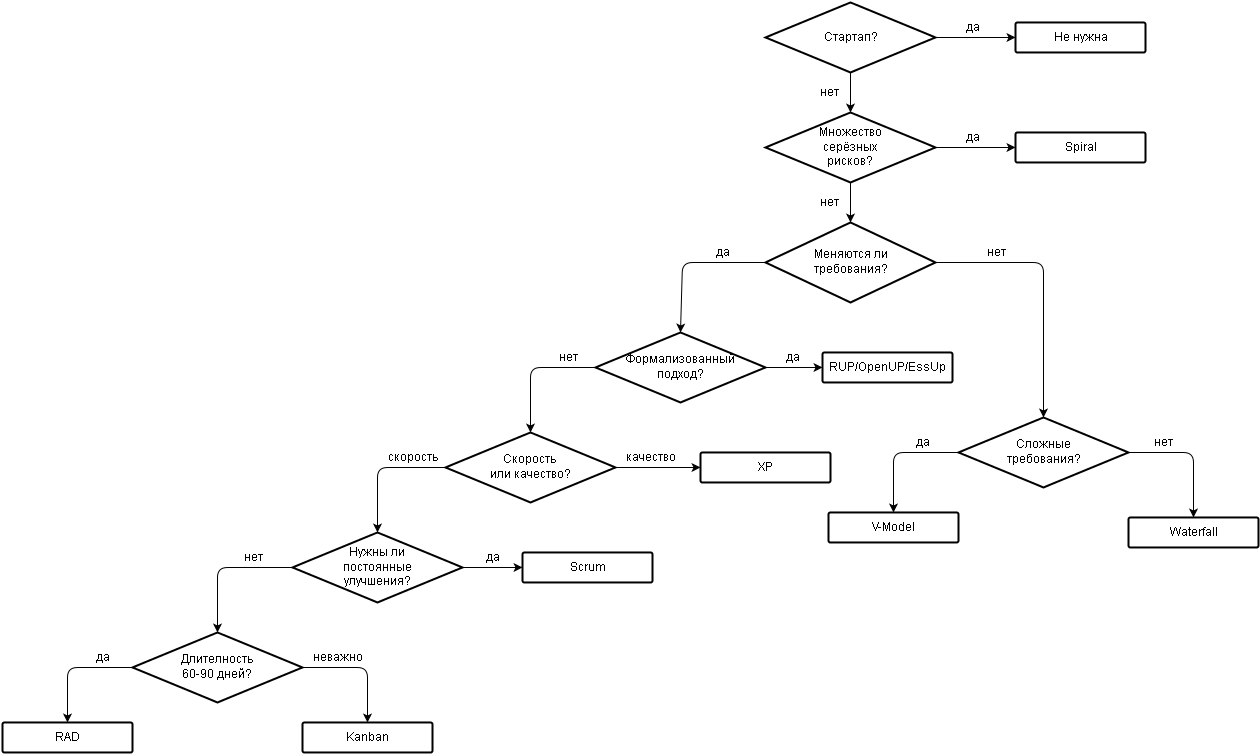 Стартап?
да
Не нужна
нет
Множество
серёзных
рисков?
да
Spiral
нет
Меняются ли
требования?
да
нет
Формализованный
подход?
нет
да
RUP/OpenUP/EssUp
Скорость
или качество?
скорость
качество
XP
Сложные
требования?
да
нет
V-Model
Waterfall
Нужны ли
постоянные
улучшения?
нет
да
Scrum
Длителность
60-90 дней?
да
неважно
RAD
Kanban